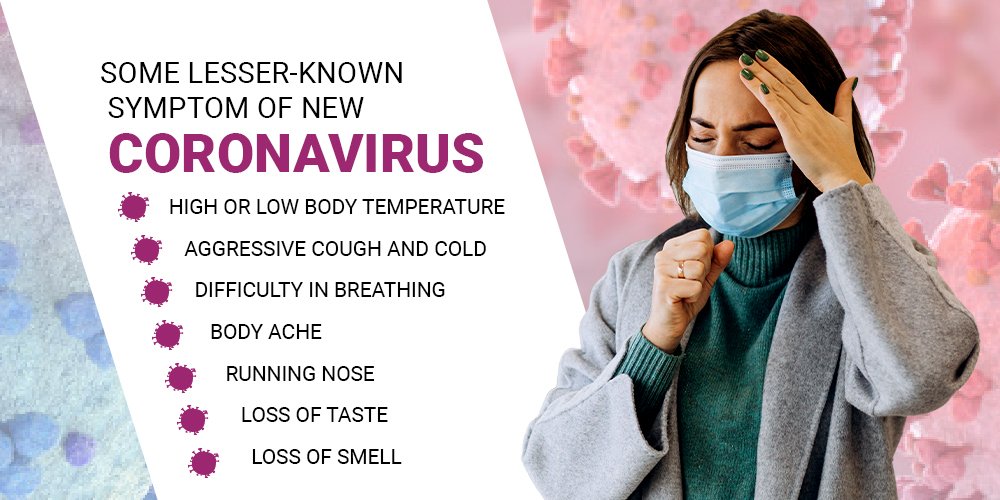 SOME LESSER-KNOWN
SYMPTOM OF NEW
CORONAVIRUS
HIGH OR LOW BODY TEMPERATURE
AGGRESSIVE COUGH AND COLD
DIFFICULTY IN BREATHING
BODY ACHE
RUNNING NOSE
LOSS OF TASTE
LOSS OF SMELL